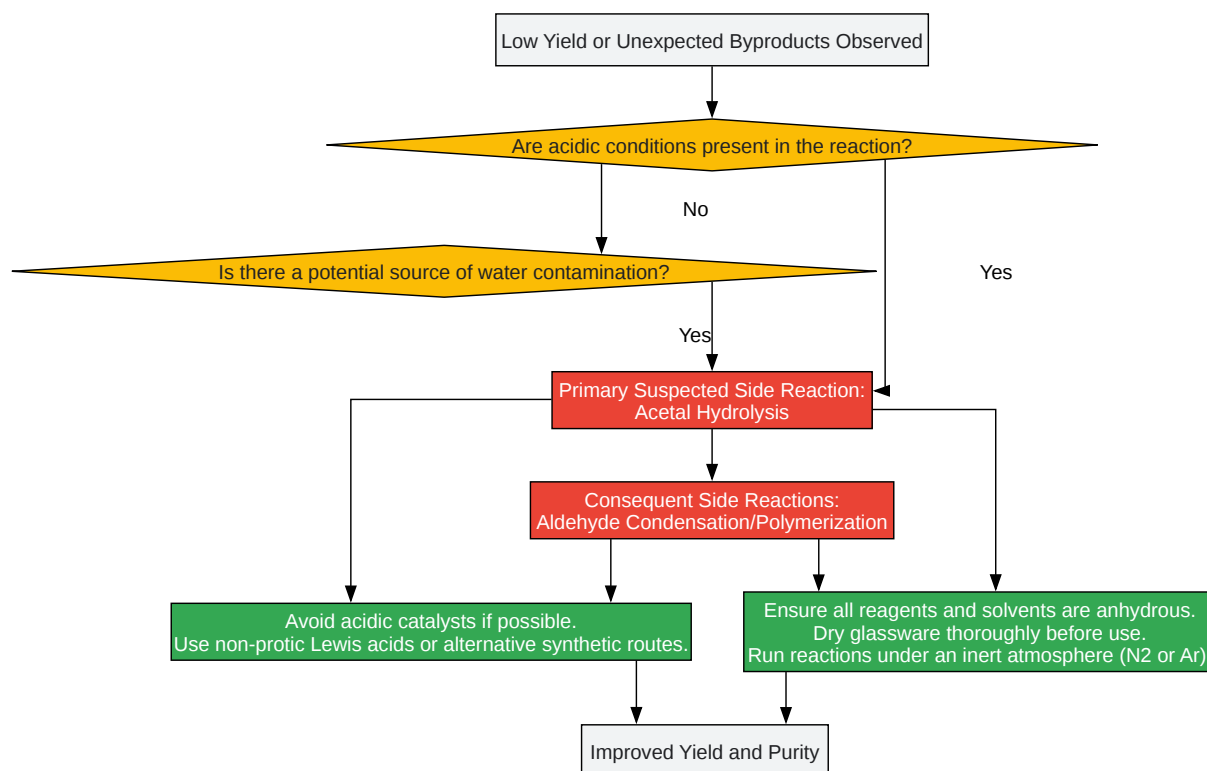 Low Yield or Unexpected Byproducts Observed
Are acidic conditions present in the reaction?
No
Is there a potential source of water contamination?
Yes
Yes
Primary Suspected Side Reaction:
Acetal Hydrolysis
Consequent Side Reactions:
Aldehyde Condensation/Polymerization
Avoid acidic catalysts if possible.
Use non-protic Lewis acids or alternative synthetic routes.
Ensure all reagents and solvents are anhydrous.
Dry glassware thoroughly before use.
Run reactions under an inert atmosphere (N2 or Ar).
Improved Yield and Purity